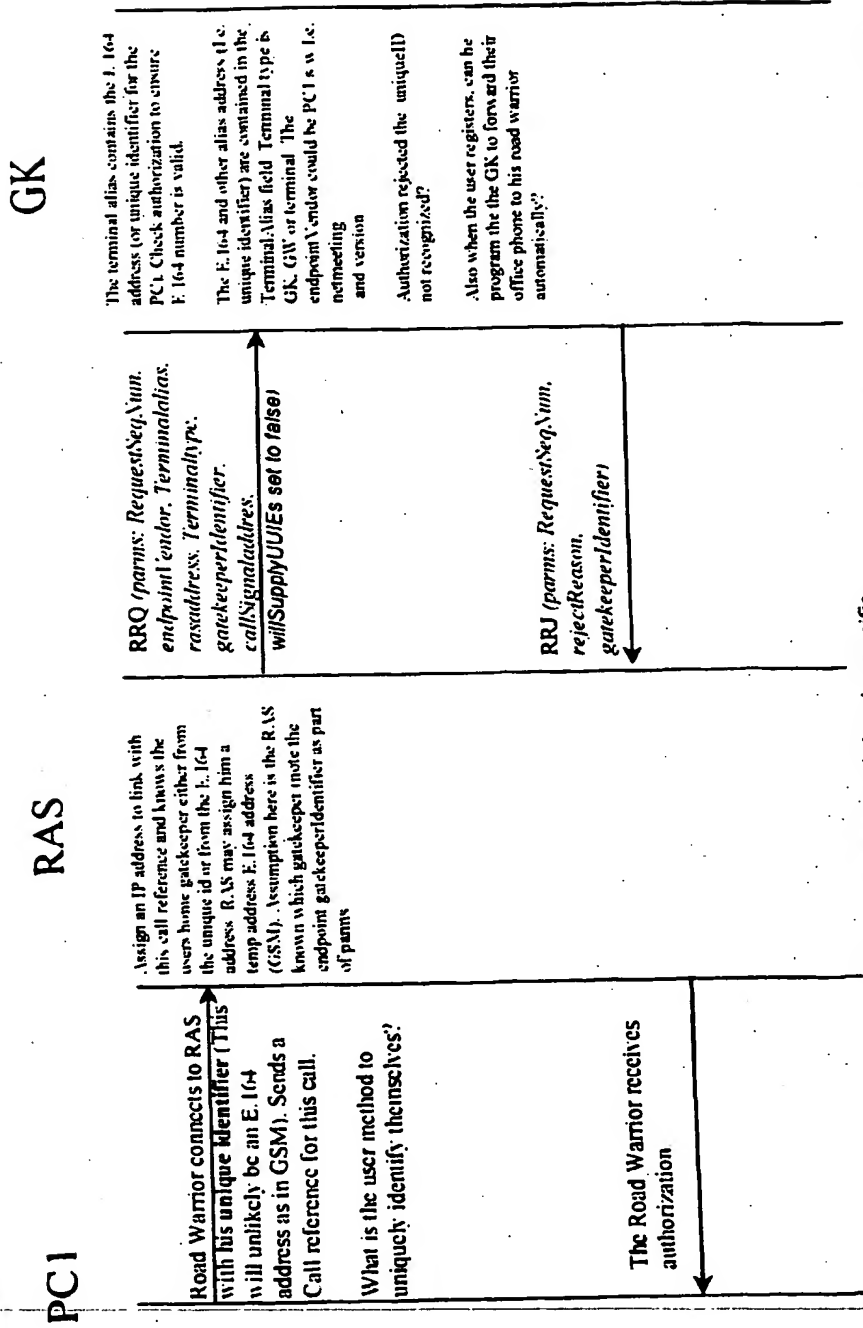 PC1
RAS
GK
Road Warrior connects to RAS
with his unique identifier (This
will unlikely be an E.164
address as in GSM). Sends a
Call reference for this call.
What is the user method to
uniquely identify themselves?
The Road Warrior receives
authorization
Assign an IP address to link with
this call reference and knows the
users home gatekeeper either from
the unique id or from the E.164
address RAS may assign him a
temp address E.164 address
(GSM). Assumption here is the RAS
known which gatekeeper (note the
endpoint gatekeeperIdentifier as part
of parms
RRQ (parms: RequestSeqNum.
endpointVendor, Terminalalias,
rasaddress, Terminaltype.
gatekeeperIdentifier.
callSignaladdres,
willSupplyUUIEs set to false)
RRJ (parms: RequestSeqNum,
rejectReason,
gatekeeperIdentifier)
The terminal alias contains the E.164
address (or unique identifier for the
PC1. Check authorization to ensure
E.164 number is valid.
The E.164 and other alias address (I.e.
unique identifier) are contained in the
TerminalAlias field Terminal type is
GK, GW or terminal The
endpointVendor could be PC1 s w I.e.
netmeeting
and version
Authorization rejected the uniqueID
not recognized?
Also when the user registers, can he
program the the GK to forward their
office phone to his road warrior
automatically?